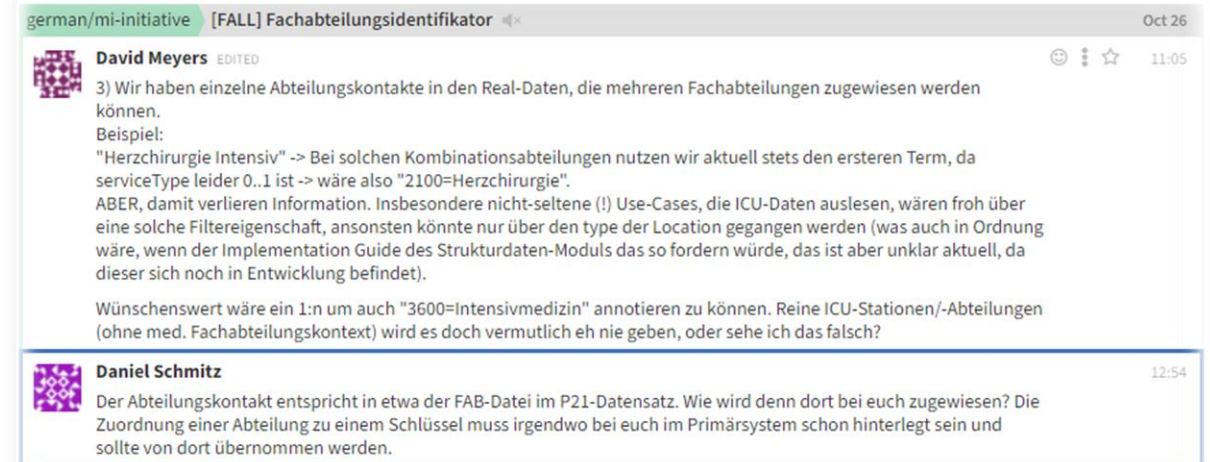 german/mi-initiative [FALL] Fachabteilungsidentifikator Oct 26
David Meyers EDITED 11:05
3) Wir haben einzelne Abteilungskontakte in den Real-Daten, die mehreren Fachabteilungen zugewiesen werden
können.
Beispiel:
"Herzchirurgie Intensiv" -> Bei solchen Kombinationsabteilungen nutzen wir aktuell stets den ersteren Term, da
serviceType leider 0..1 ist -> wäre also "2100=Herzchirurgie".
ABER, damit verlieren Information. Insbesondere nicht-seltene (!) Use-Cases, die ICU-Daten auslesen, wären froh über
eine solche Filtereigenschaft, ansonsten könnte nur über den type der Location gegangen werden (was auch in Ordnung
wäre, wenn der Implementation Guide des Strukturdaten-Moduls das so fordern würde, das ist aber unklar aktuell, da
dieser sich noch in Entwicklung befindet).
Wünschenswert wäre ein 1:n um auch "3600=Intensivmedizin" annotieren zu können. Reine ICU-Stationen/-Abteilungen
(ohne med. Fachabteilungskontext) wird es doch vermutlich eh nie geben, oder sehe ich das falsch?
Daniel Schmitz 12:54
Der Abteilungskontakt entspricht in etwa der FAB-Datei im P21-Datensatz. Wie wird denn dort bei euch zugewiesen? Die
Zuordnung einer Abteilung zu einem Schlüssel muss irgendwo bei euch im Primärsystem schon hinterlegt sein und
sollte von dort übernommen werden.